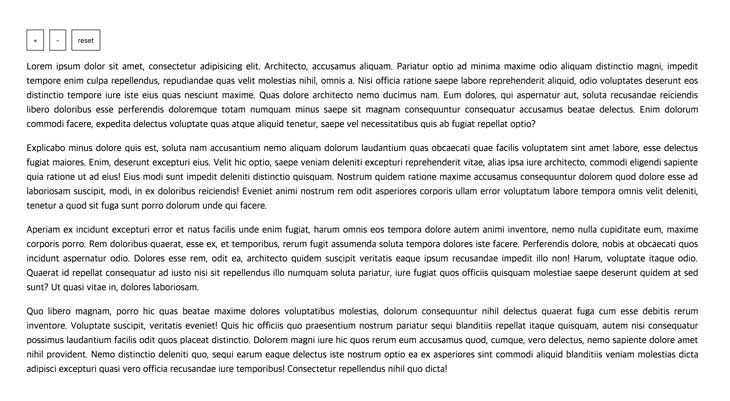 + - reset
Lorem ipsum dolor sit amet, consectetur adipisicing elit. Architecto, accusamus aliquam. Pariatur optio ad minima maxime odio aliquam distinctio magni, impedit
tempore enim culpa repellendus, repudiandae quas velit molestias nihil, omnis a. Nisi officia ratione saepe labore reprehenderit aliquid, odio voluptates deserunt eos
distinctio tempore iure iste eius quas nesciunt maxime. Quas dolore architecto nemo ducimus nam. Eum dolores, qui aspernatur aut, soluta recusandae reiciendis
libero doloribus esse perferendis doloremque totam numquam minus saepe sit magnam consequuntur consequatur accusamus beatae delectus. Enim dolorum
commodi facere, expedita delectus voluptate quas atque aliquid tenetur, saepe vel necessitatibus quis ab fugiat repellat optio?
Explicabo minus dolore quis est, soluta nam accusantium nemo aliquam dolorum laudantium quas obcaecati quae facilis voluptatem sint amet labore, esse delectus
fugiat maiores. Enim, deserunt excepturi eius. Velit hic optio, saepe veniam deleniti excepturi reprehenderit vitae, alias ipsa iure architecto, commodi eligendi sapiente
quia ratione ut ad eius! Eius modi sunt impedit deleniti distinctio quisquam. Nostrum quidem ratione maxime accusamus consequuntur dolorem quod dolor esse ad
laboriosam suscipit, modi, in ex doloribus reiciendis! Eveniet animi nostrum rem odit asperiores corporis ullam error voluptatum labore tempora omnis velit deleniti,
tenetur a quod sit fuga sunt porro dolorum unde qui facere.
Aperiam ex incidunt excepturi error et natus facilis unde enim fugiat, harum omnis eos tempora dolore autem animi inventore, nemo nulla cupiditate eum, maxime
corporis porro. Rem doloribus quaerat, esse ex, et temporibus, rerum fugit assumenda soluta tempora dolores iste facere. Perferendis dolore, nobis at obcaecati quos
incidunt aspernatur odio. Dolores esse rem, odit ea, architecto quidem suscipit veritatis eaque ipsum recusandae impedit illo non! Harum, voluptate itaque odio.
Quaerat id repellat consequatur ad iusto nisi sit repellendus illo numquam soluta pariatur, iure fugiat quos officiis quisquam molestiae saepe deserunt quidem at sed
sunt? Ut quasi vitae in, dolores laboriosam.
Quo libero magnam, porro hic quas beatae maxime dolores voluptatibus molestias, dolorum consequuntur nihil delectus quaerat fuga cum esse debitis rerum
inventore. Voluptate suscipit, veritatis eveniet! Quis hic officiis quo praesentium nostrum pariatur sequi blanditiis repellat itaque quisquam, autem nisi consequatur
possimus laudantium facilis odit quos placeat distinctio. Dolorem magni iure hic quos rerum eum accusamus quod, cumque, vero delectus, nemo sapiente dolore amet
nihil provident. Nemo distinctio deleniti quo, sequi earum eaque delectus iste nostrum optio ea ex asperiores sint commodi aliquid blanditiis veniam molestias dicta
adipisci excepturi quasi vero officia recusandae iure temporibus! Consectetur repellendus nihil quo dicta!